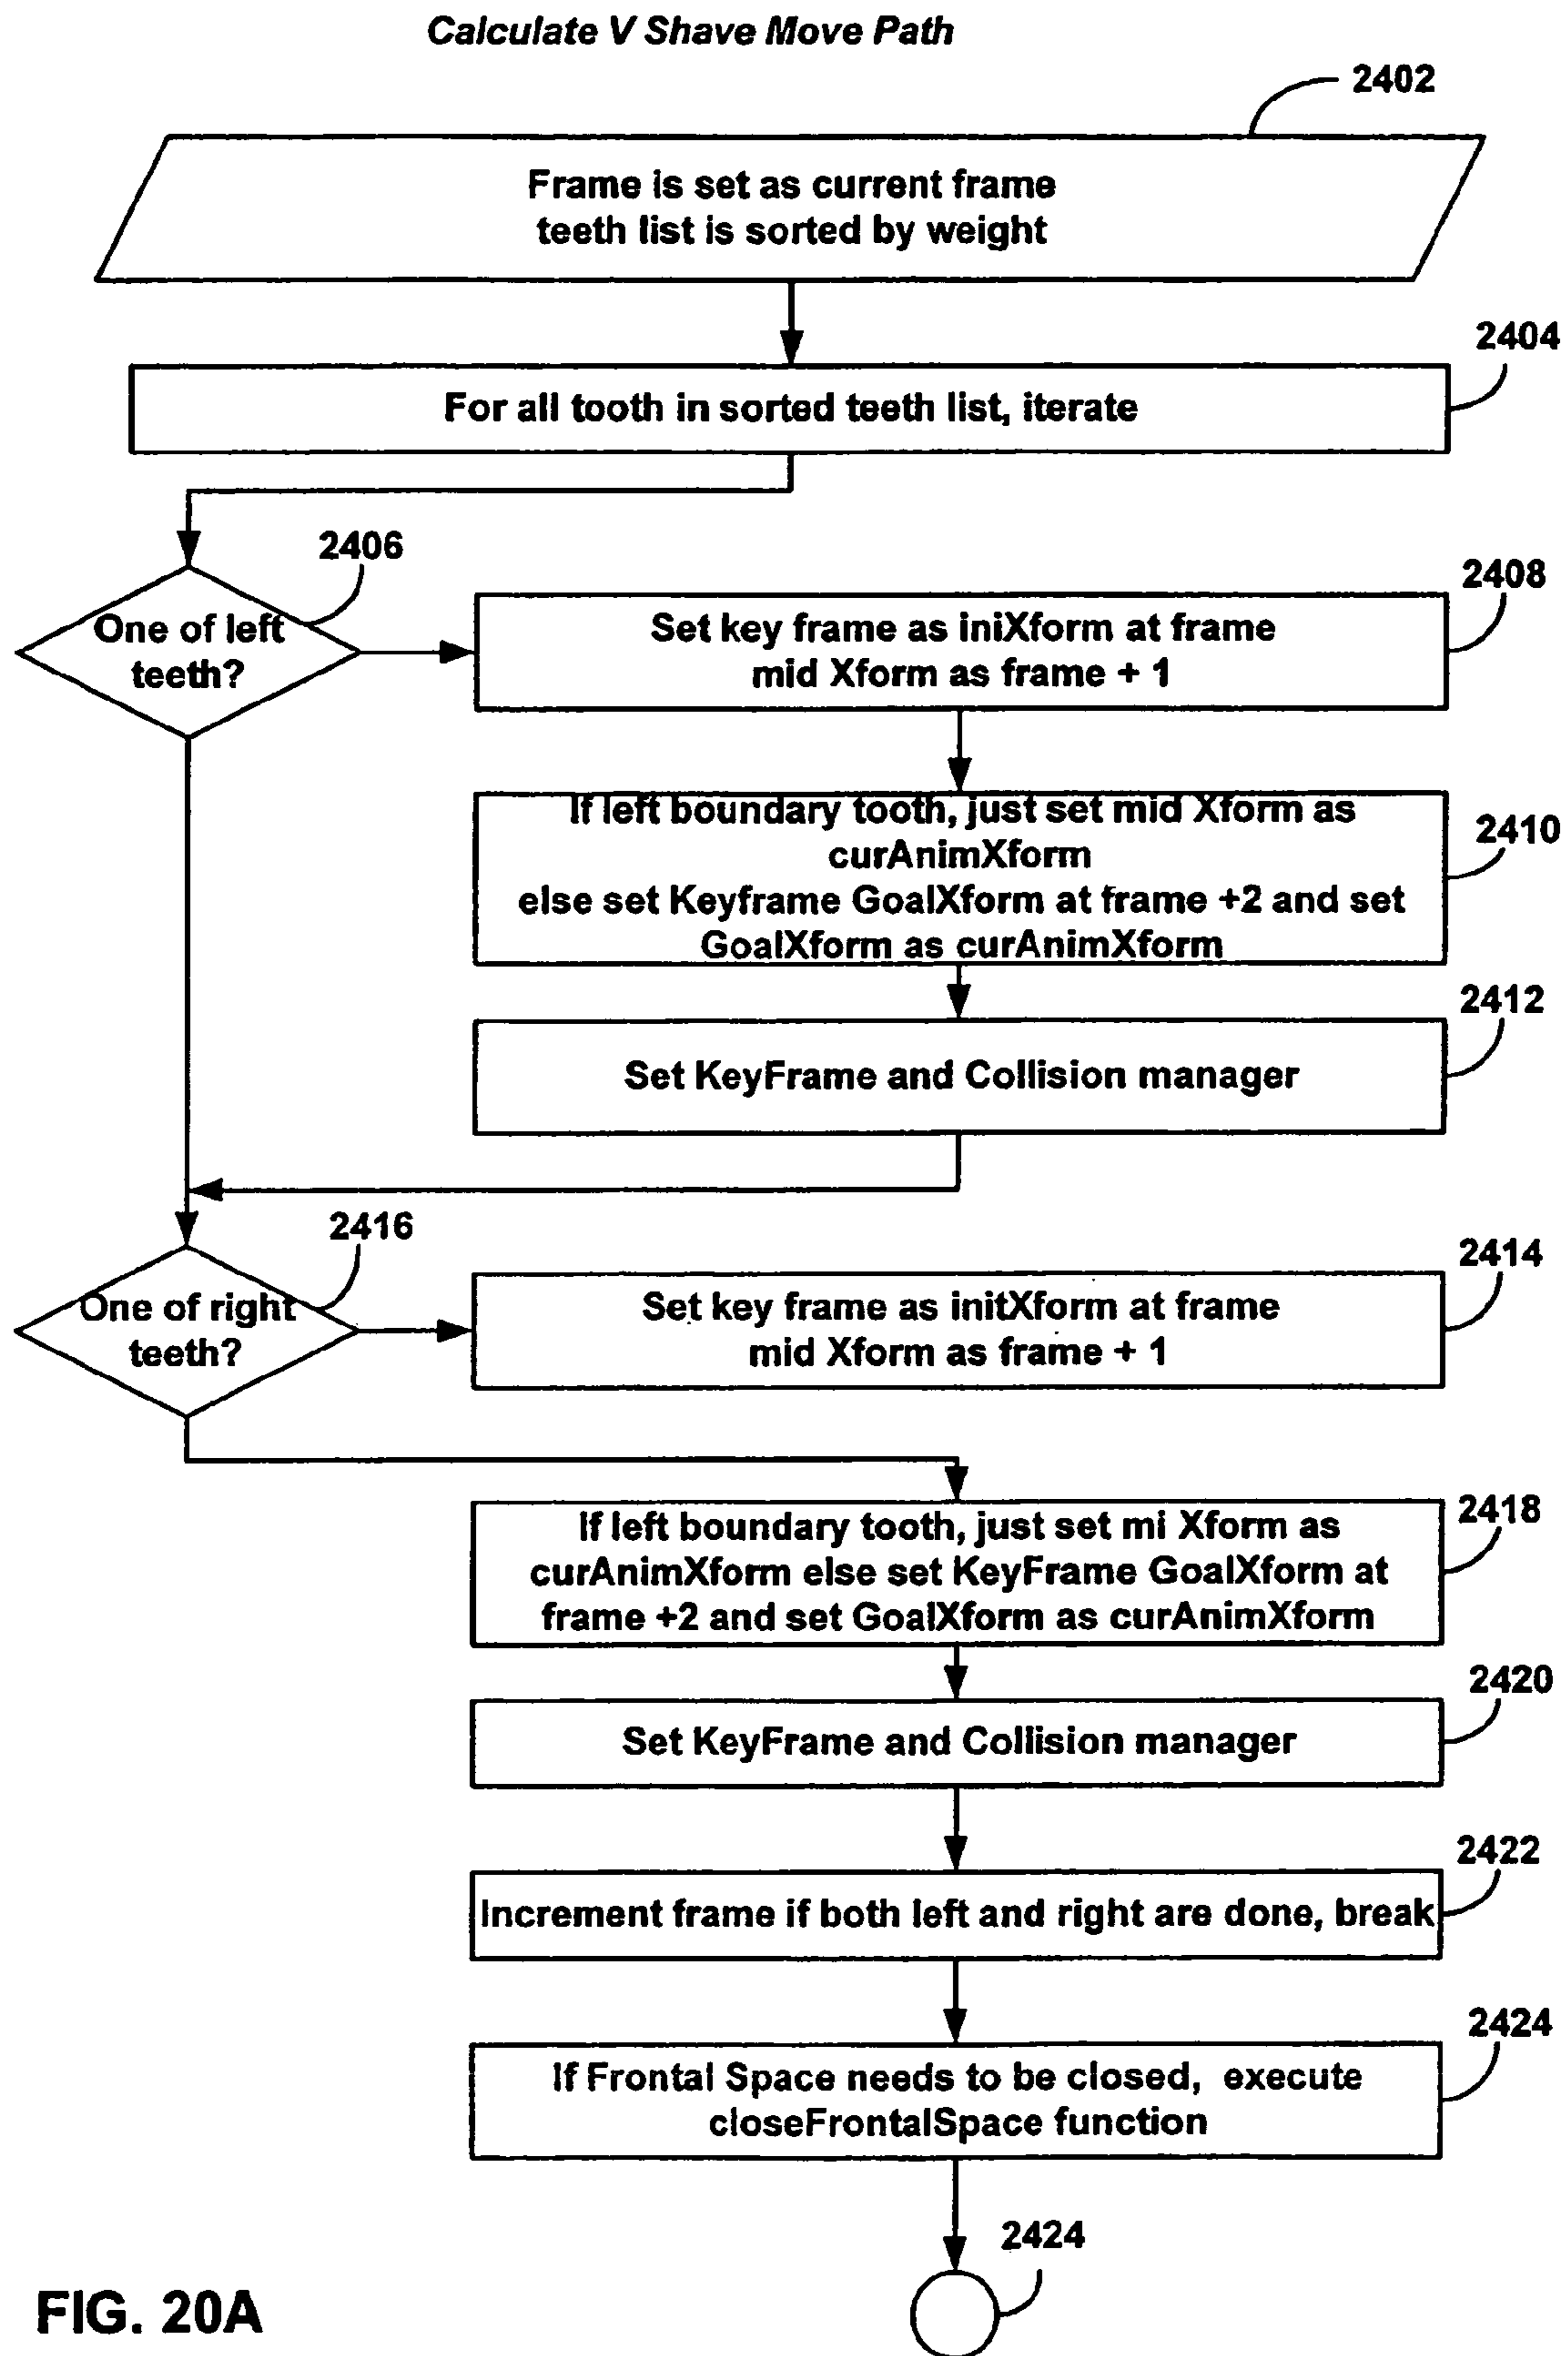 Calculate V Shave Move Path
2402
Frame is set as current frame
teeth list is sorted by weight
2404
For all tooth in sorted teeth list, iterate
2406
One of left
teeth?
2408
Set key frame as iniXform at frame
mid Xform as frame + 1
2410
If left boundary tooth, just set mid Xform as
curAnimXform
else set Keyframe GoalXform at frame +2 and set
GoalXform as curAnimXform
2412
Set KeyFrame and Collision manager
2416
One of right
teeth?
2414
Set key frame as initXform at frame
mid Xform as frame + 1
2418
If left boundary tooth, just set mi Xform as
curAnimXform else set KeyFrame GoalXform at
frame +2 and set GoalXform as curAnimXform
2420
Set KeyFrame and Collision manager
2422
Increment frame if both left and right are done, break
2424
If Frontal Space needs to be closed, execute
closeFrontalSpace function
2424
FIG. 20A